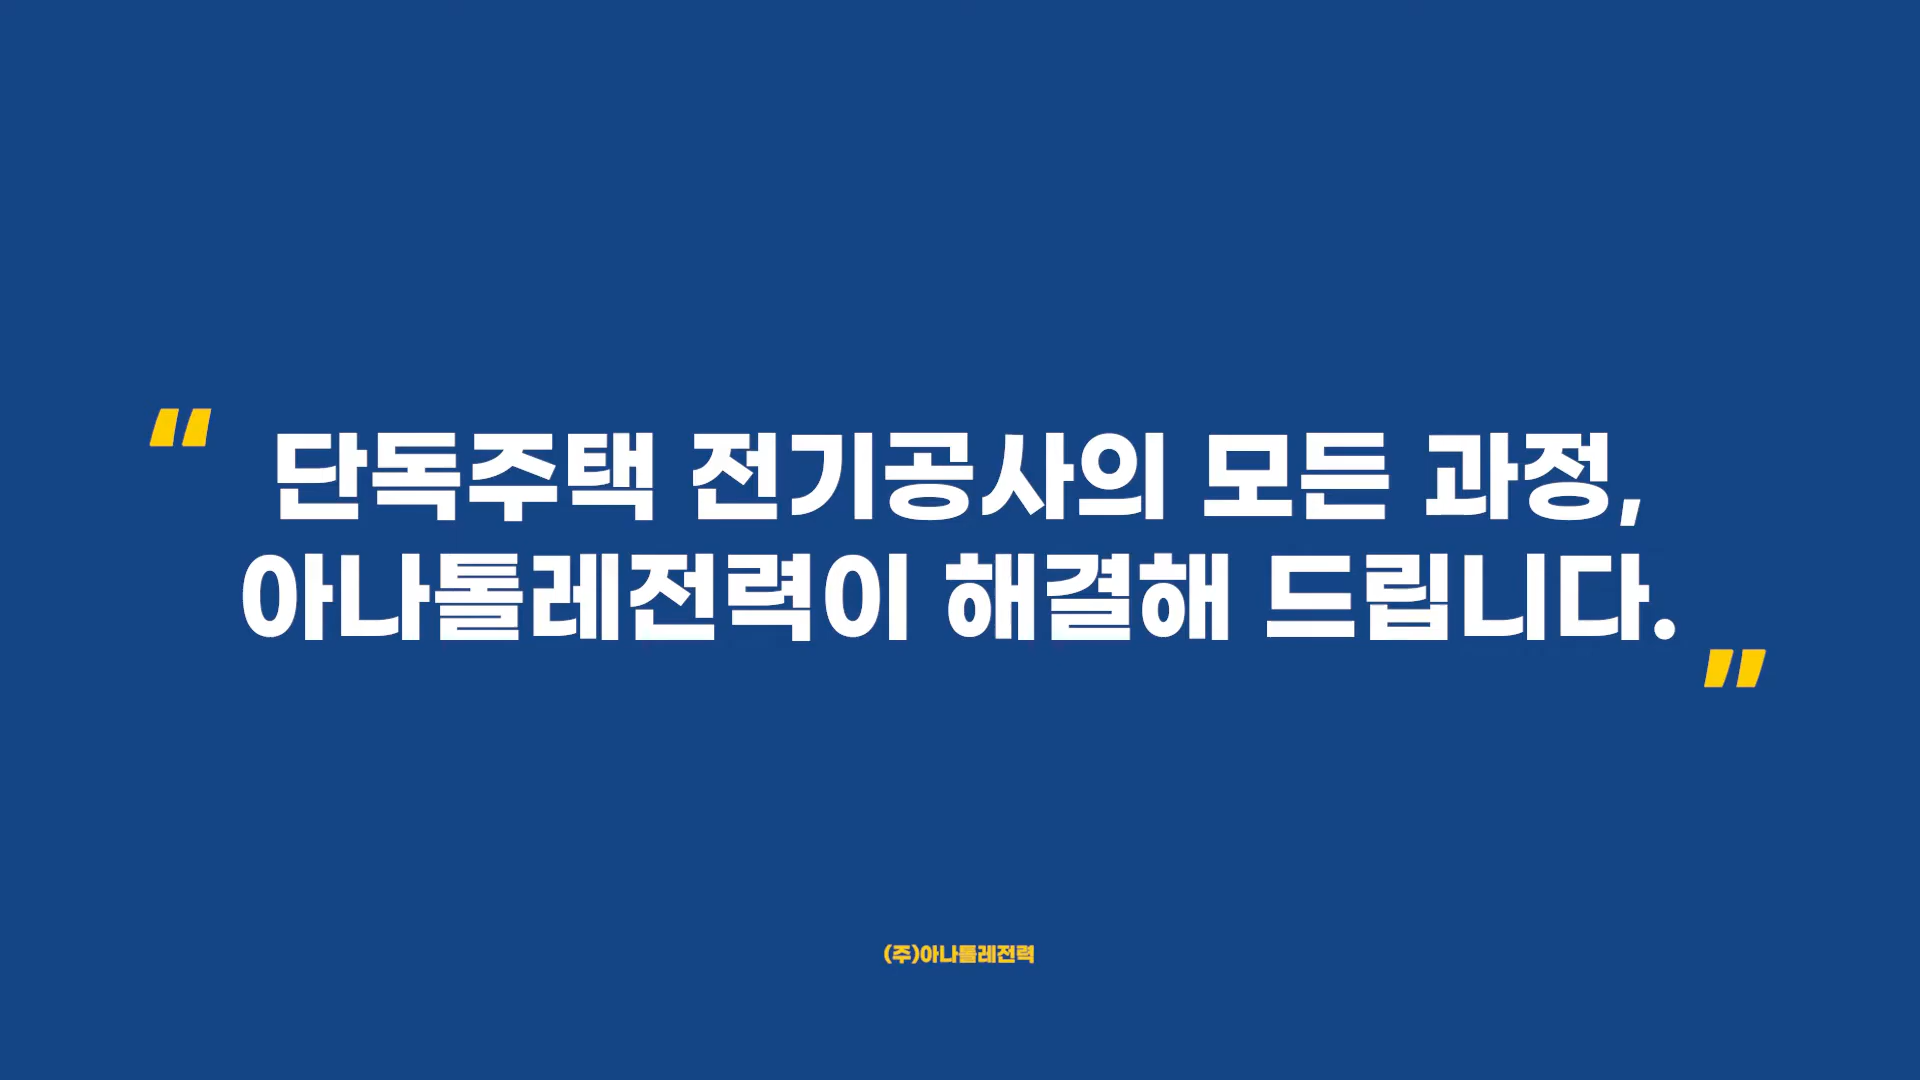 “ 단독주택 전기공사의 모든 과정,
아나톨레전력이 해결해 드립니다. ”
(주)아나톨레전력